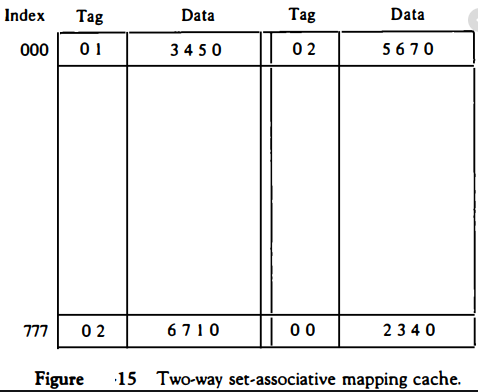 Index Tag Data Tag Data
000 0 1 3 4 5 0 0 2 5 6 7 0
777 0 2 6 7 1 0 0 0 2 3 4 0
Figure ·15 Two-way set-associative mapping cache.